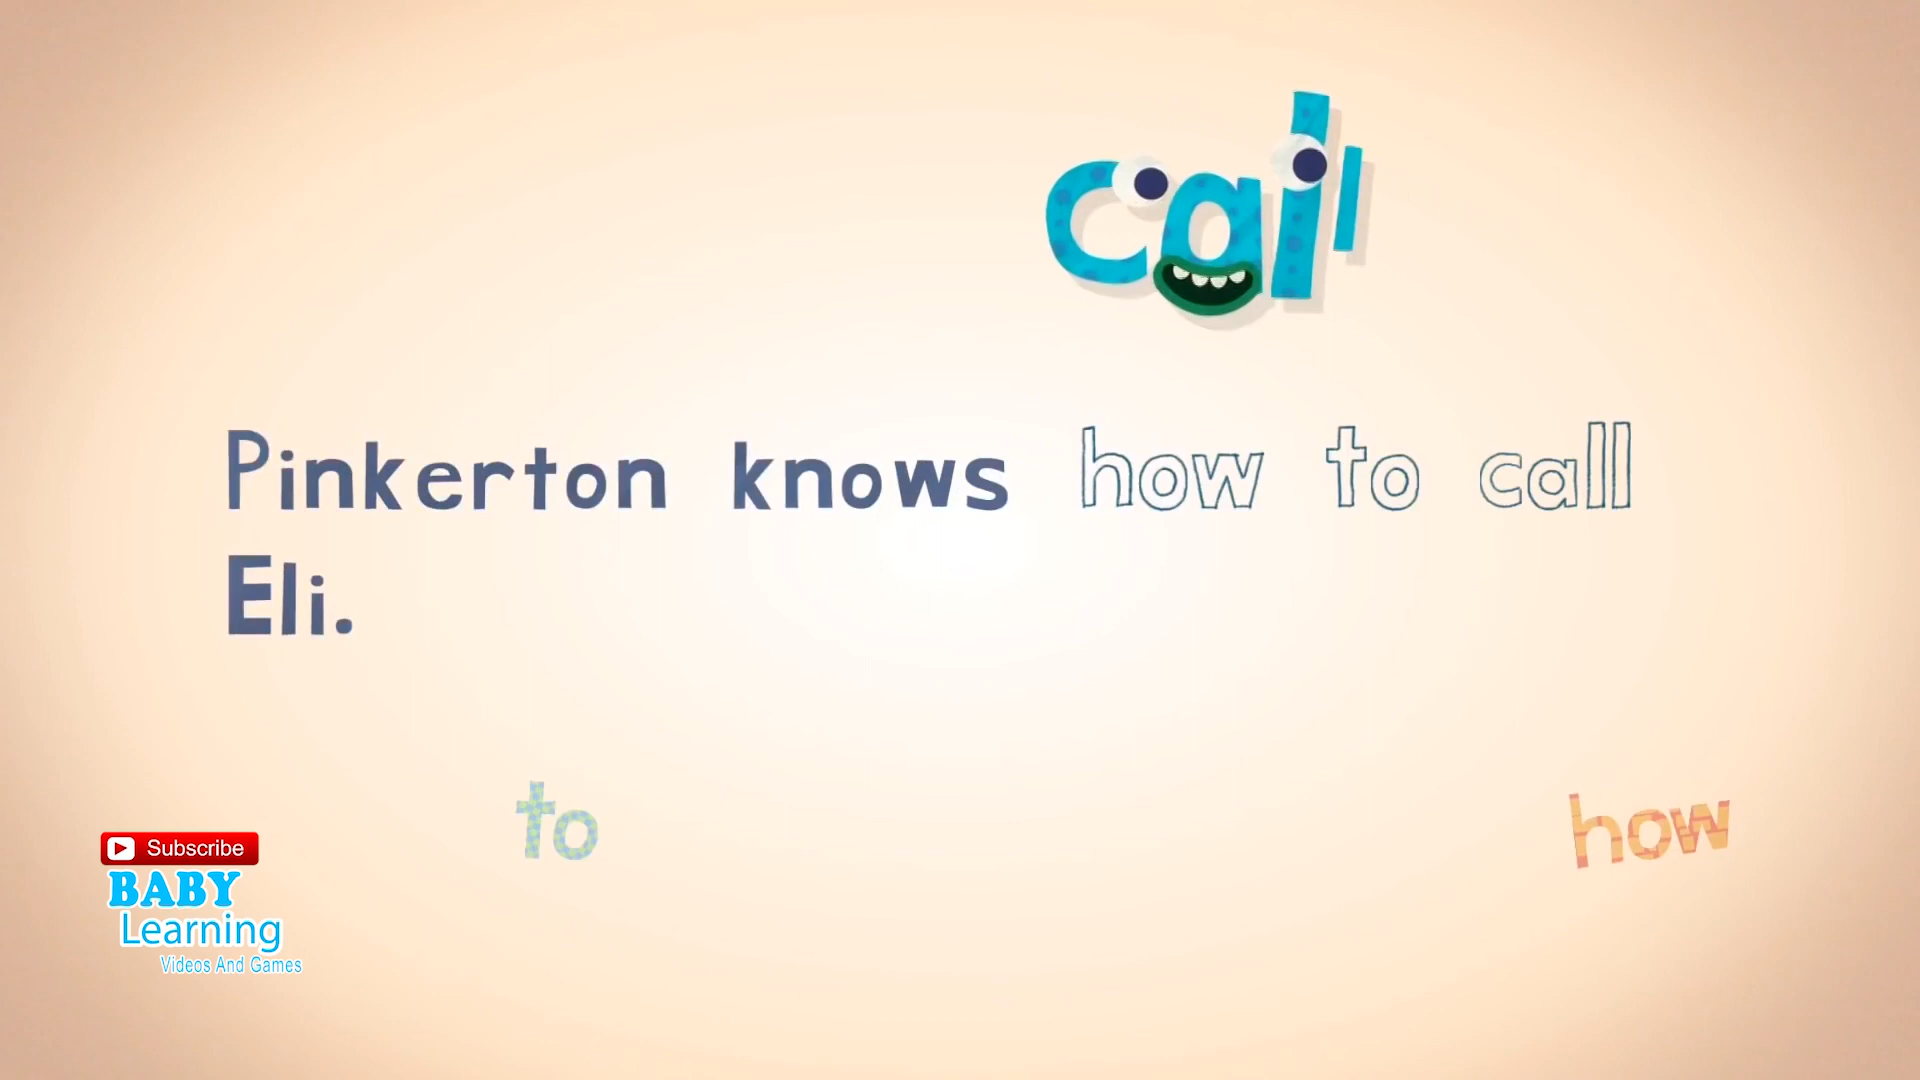 call
Pinkerton knows how to call
Eli.
to
how
Subscribe
BABY
Learning
Videos And Games